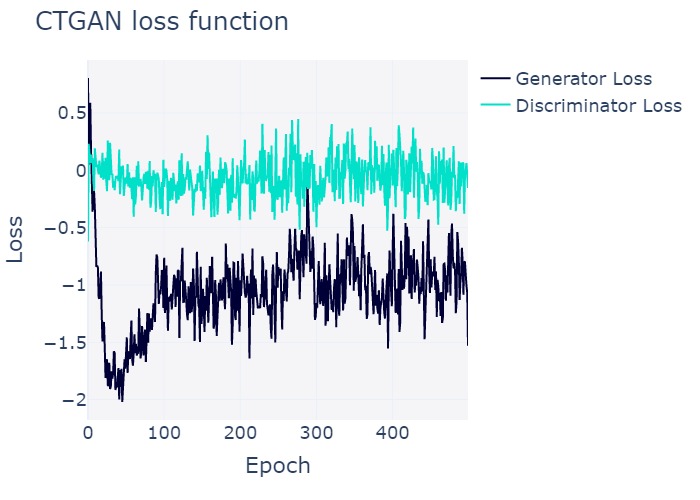 CTGAN loss function
Generator Loss
Discriminator Loss
0.5
0
−0.5
−1
−1.5
−2
Loss
0 100 200 300 400
Epoch